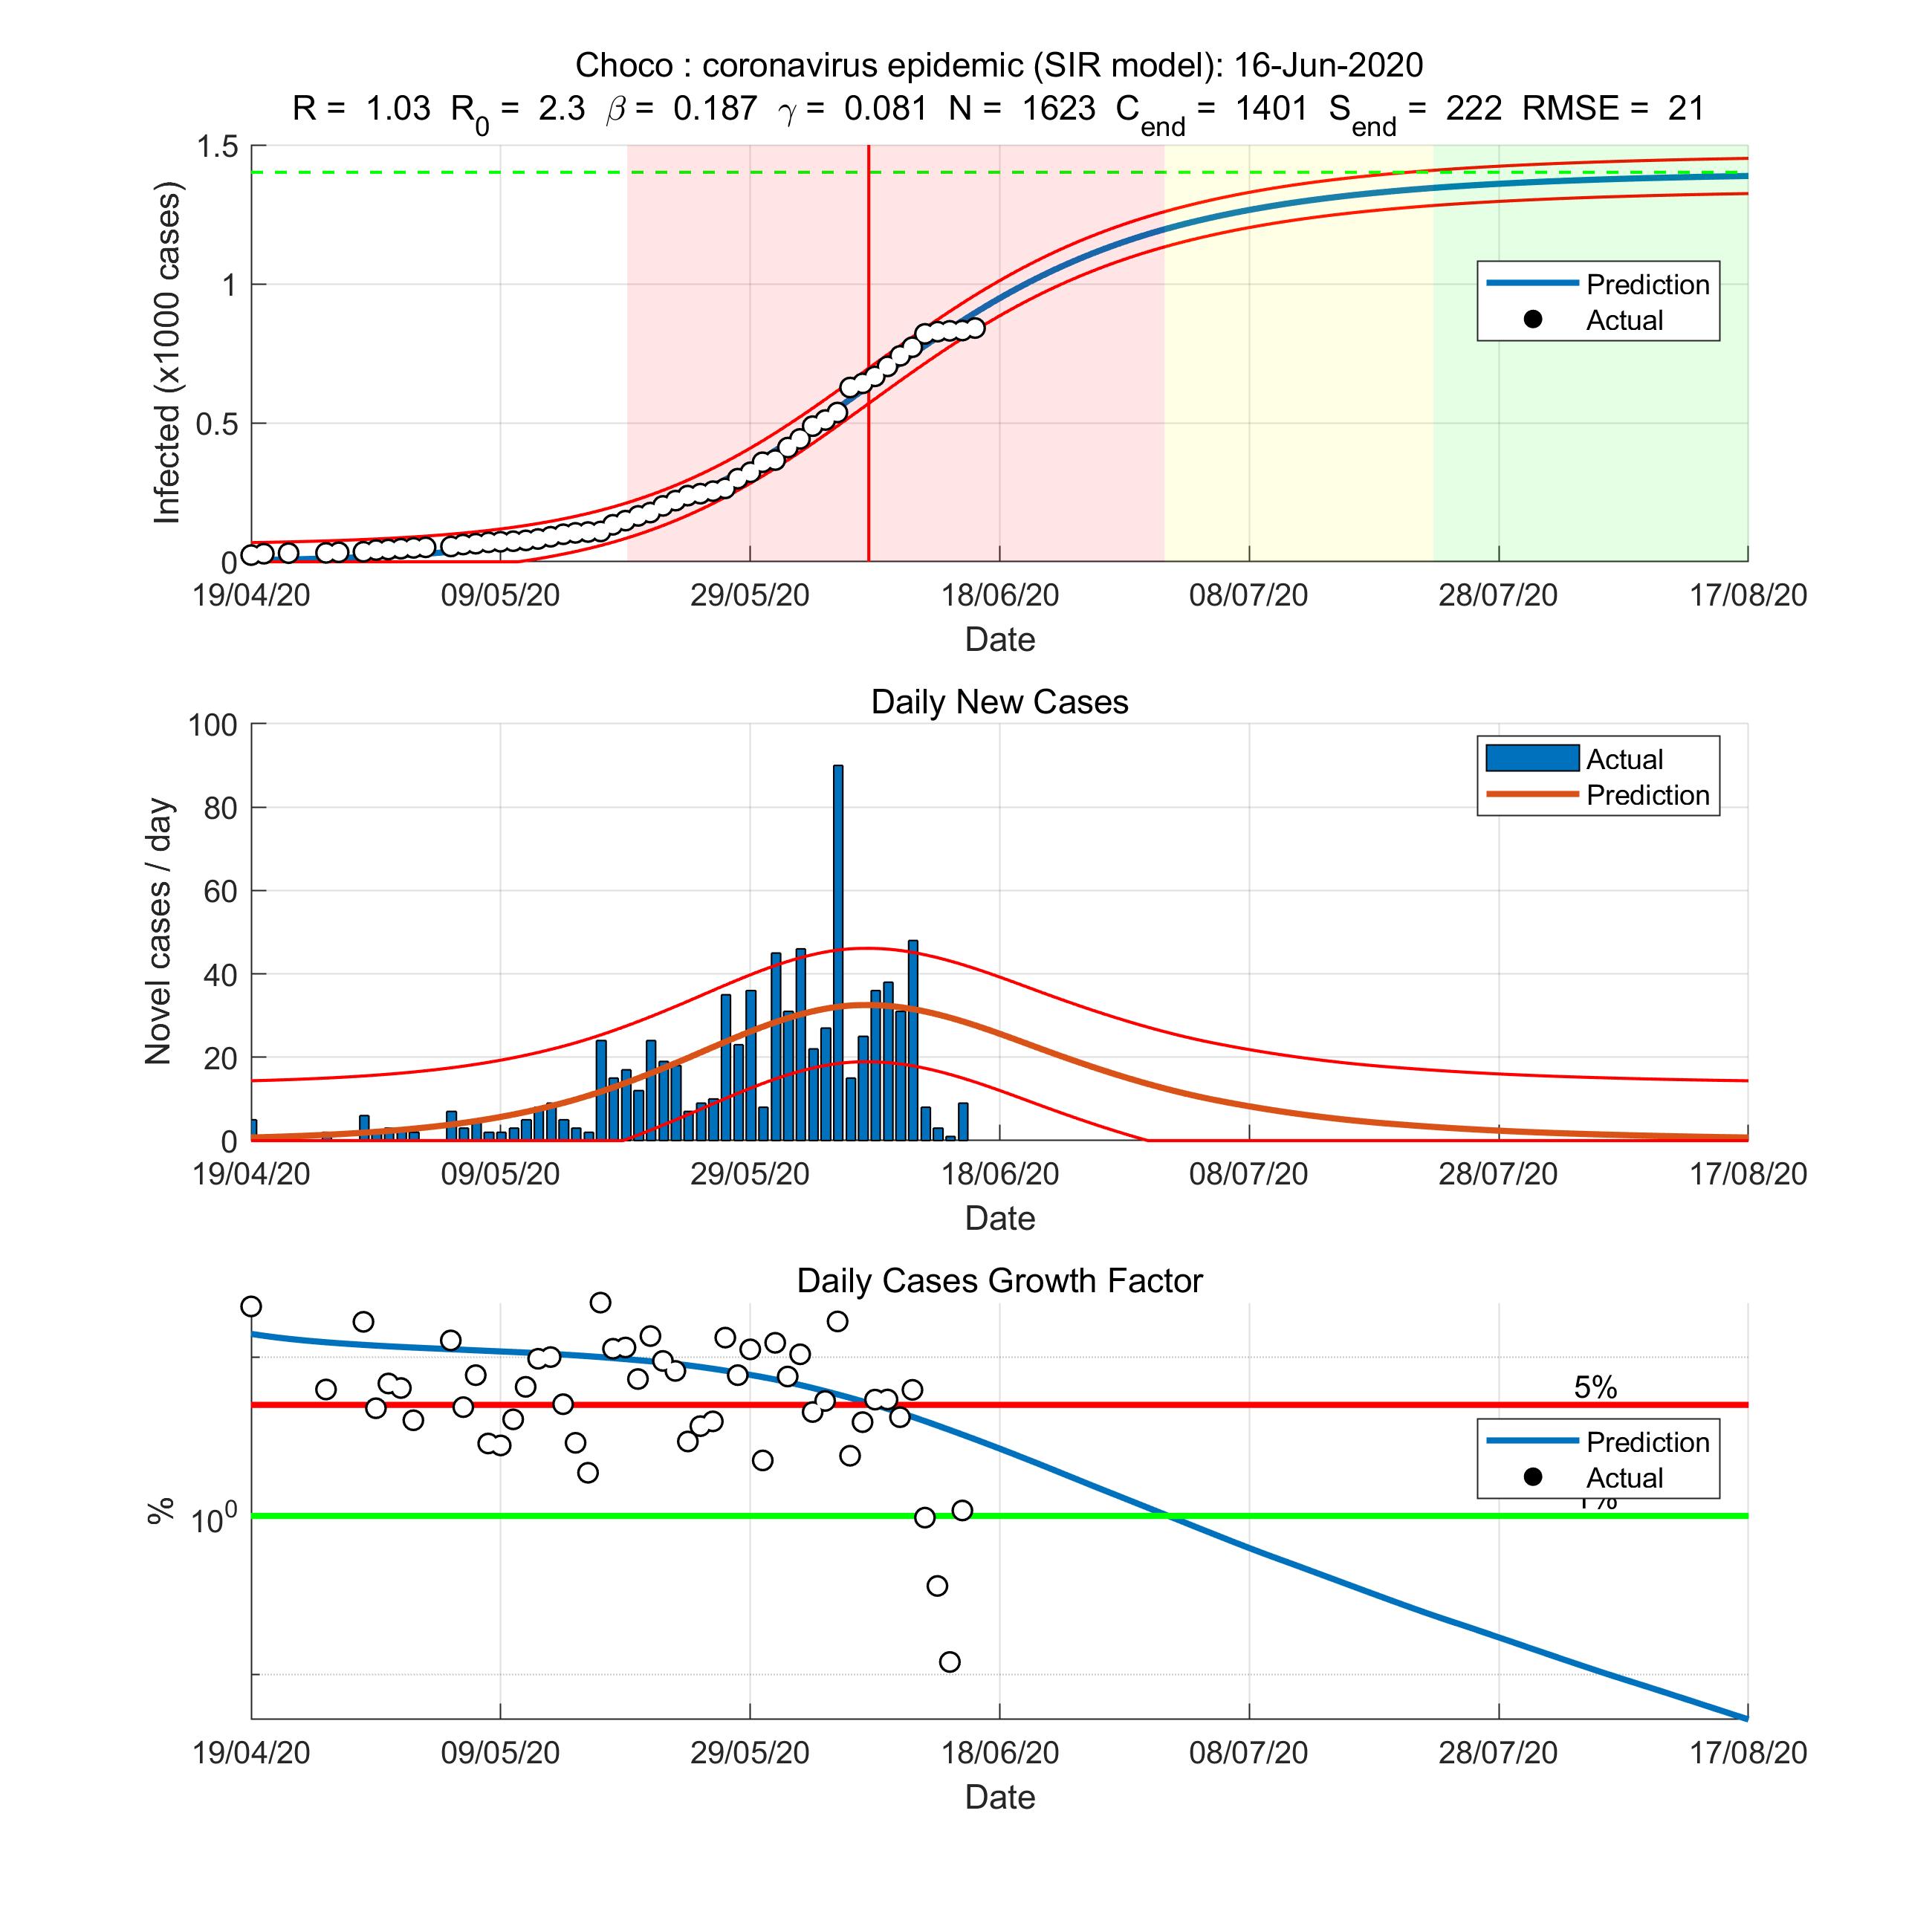 Choco : coronavirus epidemic (SIR model): 16-Jun-2020
R = 1.03 R0 = 2.3 β = 0.187 γ = 0.081 N = 1623 Cend = 1401 Send = 222 RMSE = 21
Infected (x1000 cases)
1.5
1
0.5
0
Prediction
Actual
19/04/20 09/05/20 29/05/20 18/06/20 08/07/20 28/07/20 17/08/20
Date
Daily New Cases
Novel cases / day
100
80
60
40
20
0
Actual
Prediction
19/04/20 09/05/20 29/05/20 18/06/20 08/07/20 28/07/20 17/08/20
Date
Daily Cases Growth Factor
%
5%
Prediction
Actual
10^0
19/04/20 09/05/20 29/05/20 18/06/20 08/07/20 28/07/20 17/08/20
Date